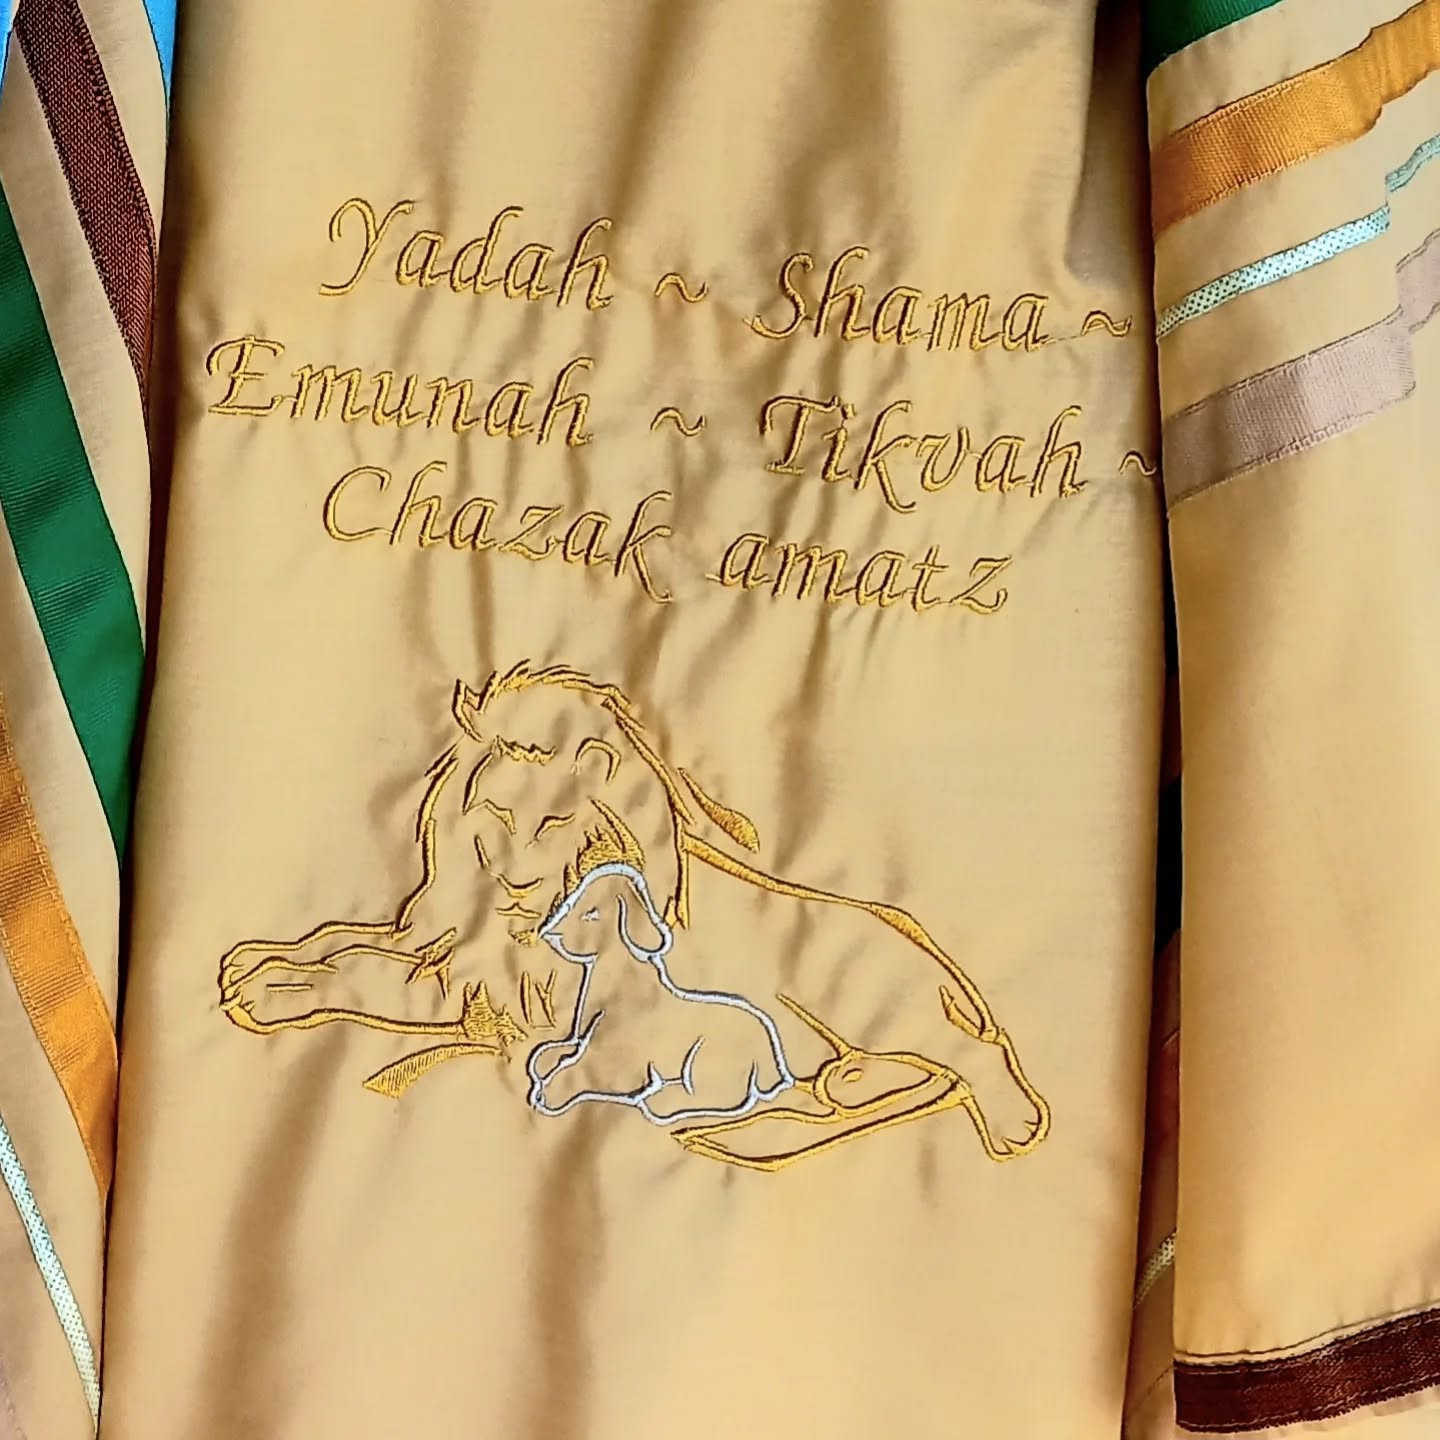 Yadah ~ Shama ~
Emunah ~ Tikvah ~
Chazak amatz